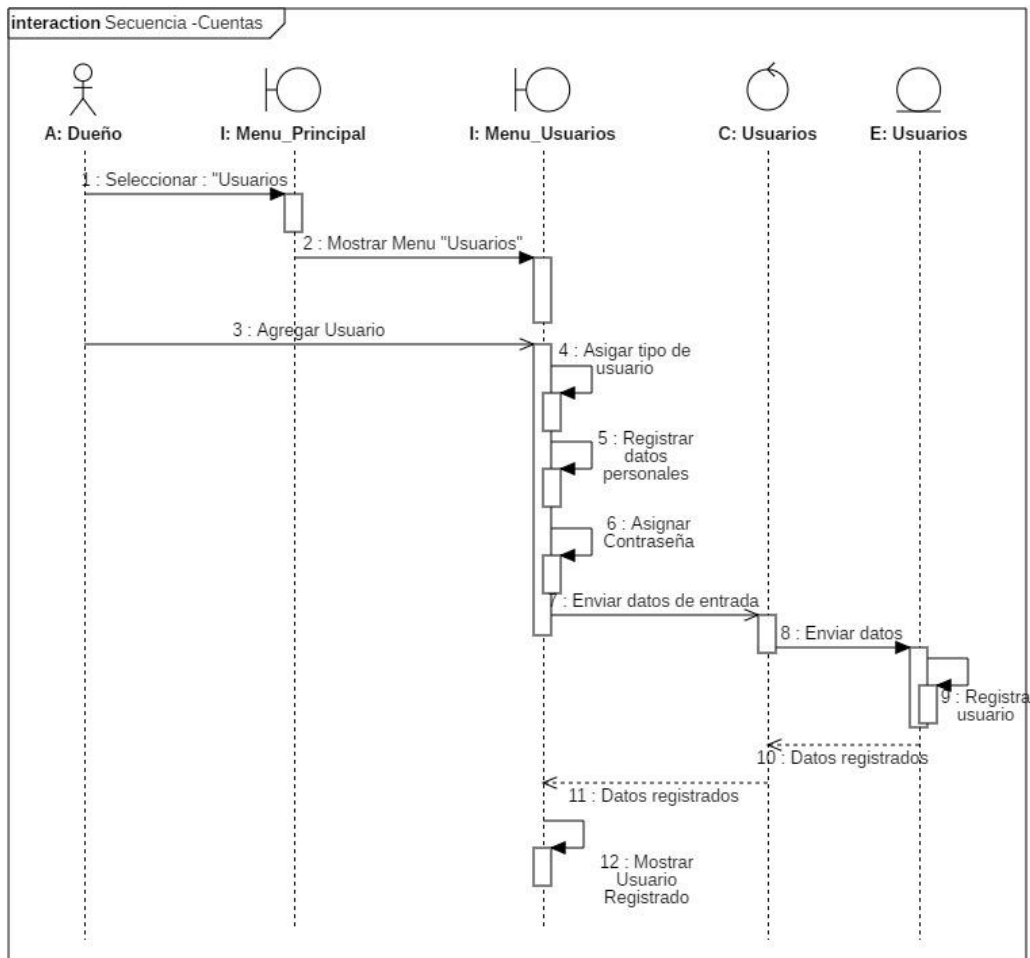 interaction Secuencia -Cuentas
A: Dueño
I: Menu_Principal
I: Menu_Usuarios
C: Usuarios
E: Usuarios
1 : Seleccionar : "Usuarios
2 : Mostrar Menu "Usuarios"
3 : Agregar Usuario
4 : Asigar tipo de
usuario
5 : Registrar
datos
personales
6 : Asignar
Contraseña
7 : Enviar datos de entrada
8 : Enviar datos
9 : Registra
usuario
10 : Datos registrados
11 : Datos registrados
12 : Mostrar
Usuario
Registrado